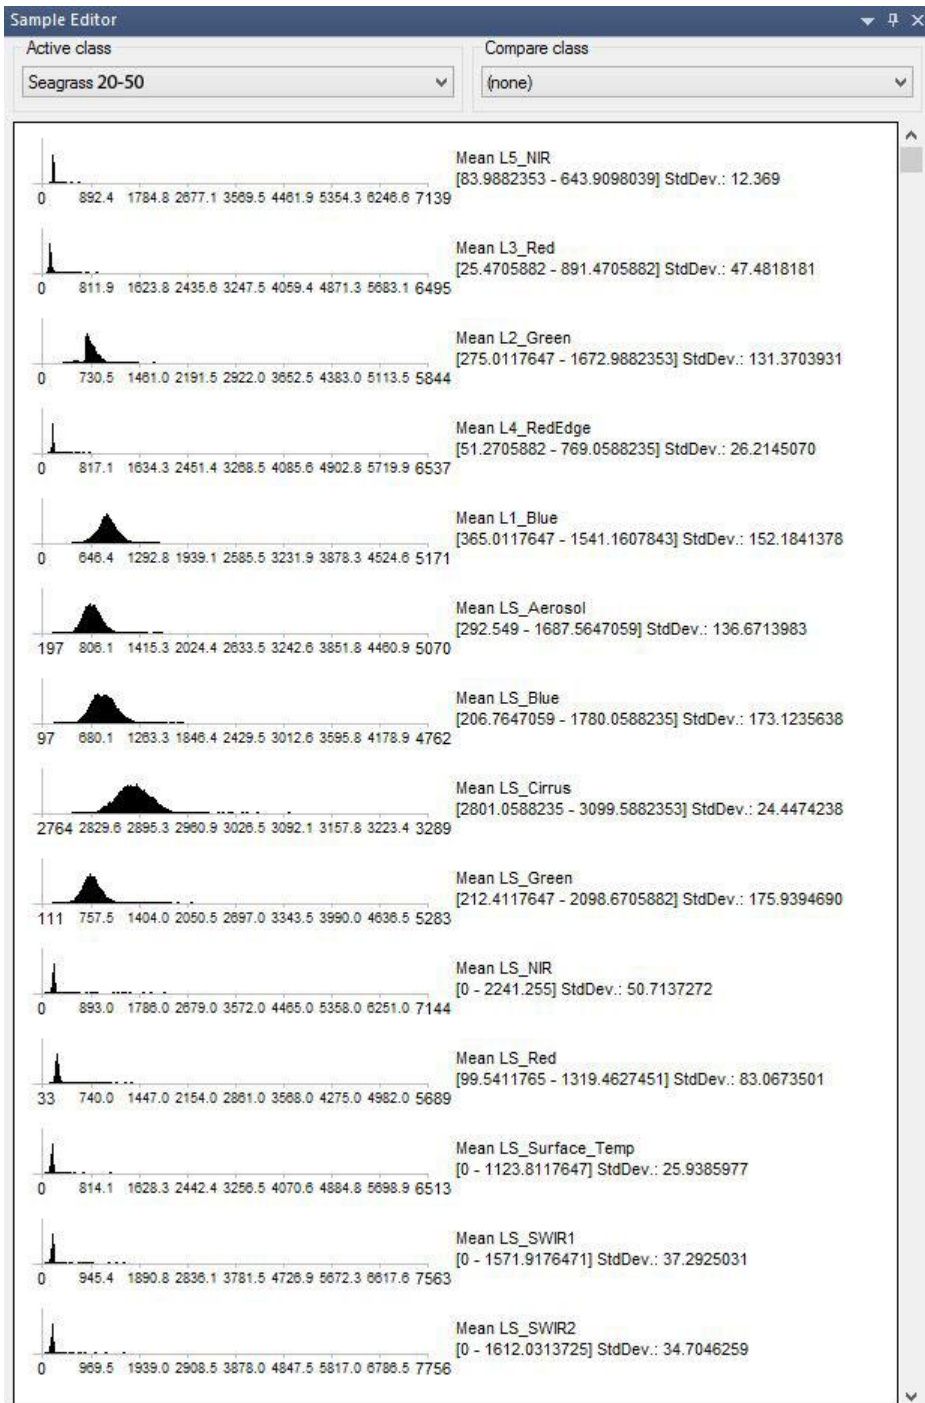 Sample Editor
Active class
Compare class
Seagrass 20-50
(none)
Mean L5_NIR
[83.9882353 - 643.9098039] StdDev.: 12.369
0 892.4 1784.8 2677.1 3569.5 4461.9 5354.3 6246.6 7139
Mean L3_Red
[25.4705882 - 891.4705882] StdDev.: 47.4818181
0 811.9 1623.8 2435.6 3247.5 4059.4 4871.3 5683.1 6495
Mean L2_Green
[275.0117647 - 1672.9882353] StdDev.: 131.3703931
0 730.5 1461.0 2191.5 2922.0 3652.5 4383.0 5113.5 5844
Mean L4_RedEdge
[51.2705882 - 769.0588235] StdDev.: 26.2145070
0 817.1 1634.3 2451.4 3268.5 4085.6 4902.8 5719.9 6537
Mean L1_Blue
[365.0117647 - 1541.1607843] StdDev.: 152.1841378
0 646.4 1292.8 1939.1 2585.5 3231.9 3878.3 4524.6 5171
Mean LS_Aerosol
[292.549 - 1687.5647059] StdDev.: 136.6713983
197 806.1 1415.3 2024.4 2633.5 3242.6 3851.8 4460.9 5070
Mean LS_Blue
[206.7647059 - 1780.0588235] StdDev.: 173.1235638
97 680.1 1263.3 1846.4 2429.5 3012.6 3595.8 4178.9 4762
Mean LS_Cirrus
[2801.0588235 - 3099.5882353] StdDev.: 24.4474238
2764 2829.6 2895.3 2960.9 3026.5 3092.1 3157.8 3223.4 3289
Mean LS_Green
[212.4117647 - 2098.6705882] StdDev.: 175.9394690
111 757.5 1404.0 2050.5 2697.0 3343.5 3990.0 4636.5 5283
Mean LS_NIR
[0 - 2241.255] StdDev.: 50.7137272
0 893.0 1786.0 2679.0 3572.0 4465.0 5358.0 6251.0 7144
Mean LS_Red
[99.5411765 - 1319.4627451] StdDev.: 83.0673501
33 740.0 1447.0 2154.0 2861.0 3568.0 4275.0 4982.0 5689
Mean LS_Surface_Temp
[0 - 1123.8117647] StdDev.: 25.9385977
0 814.1 1628.3 2442.4 3256.5 4070.6 4884.8 5698.9 6513
Mean LS_SWIR1
[0 - 1571.9176471] StdDev.: 37.2925031
0 945.4 1890.8 2836.1 3781.5 4726.9 5672.3 6617.6 7563
Mean LS_SWIR2
[0 - 1612.0313725] StdDev.: 34.7046259
0 969.5 1939.0 2908.5 3878.0 4847.5 5817.0 6786.5 7756